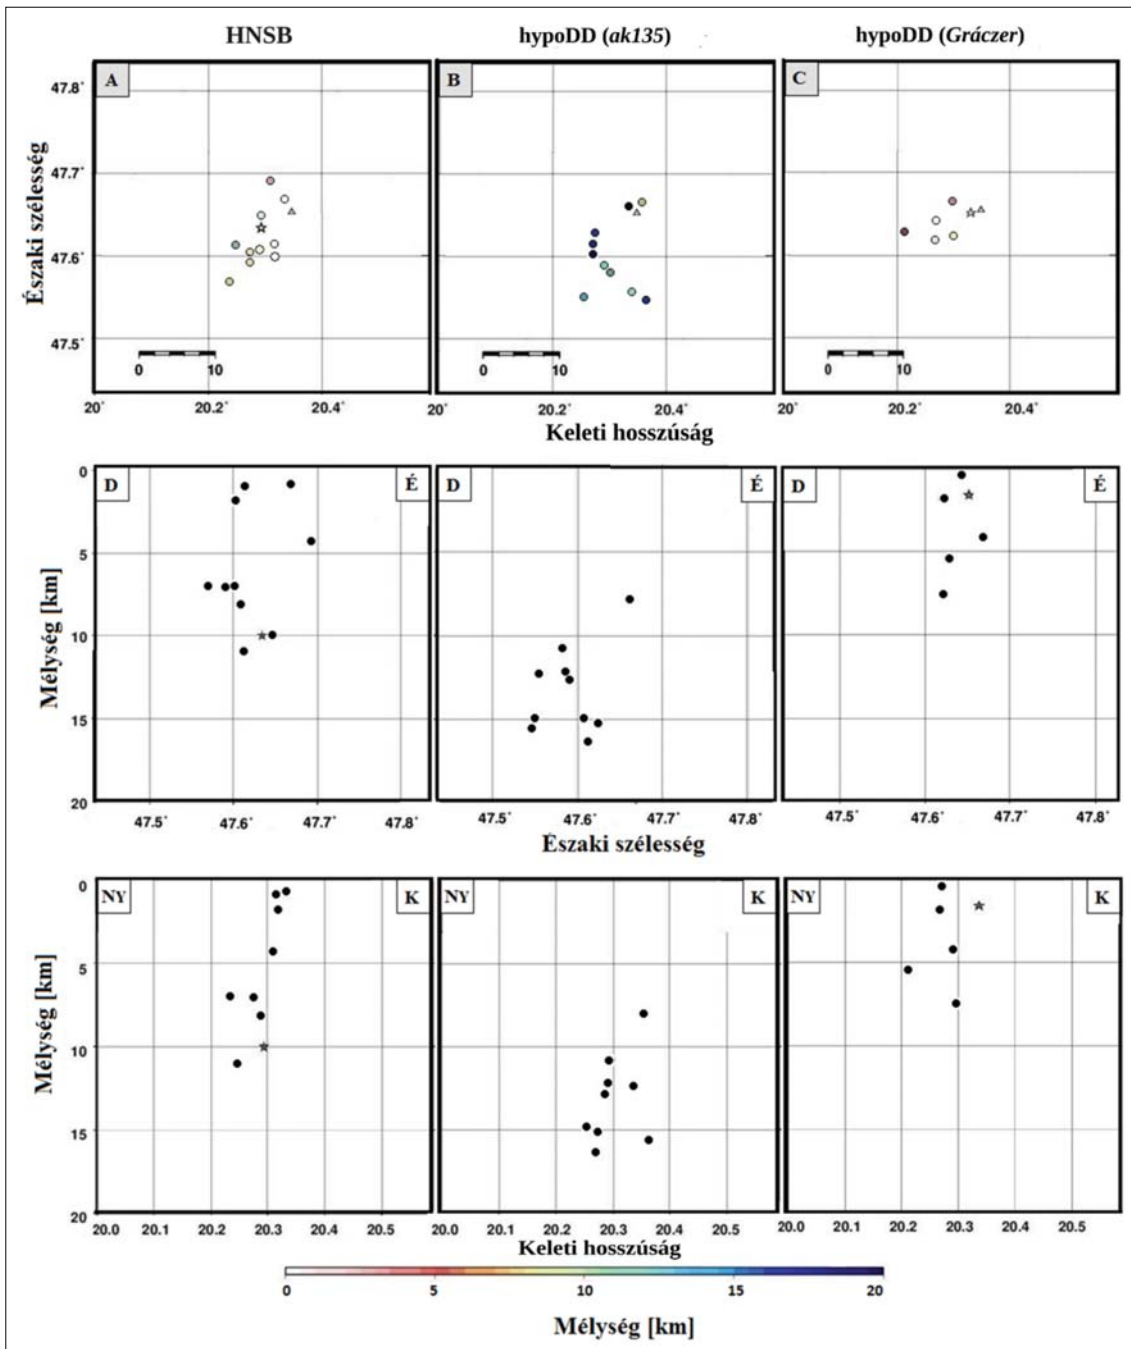 HNSB hypoDD (ak135) hypoDD (Gráczer)
A B C
47.8°
47.7°
47.6°
47.5°
Északi szélesség
0 10 0 10 0 10
20° 20.2° 20.4° 20° 20.2° 20.4° 20° 20.2° 20.4°
Keleti hosszúság
D É D É D É
0
5
10
15
20
Mélység [km]
47.5° 47.6° 47.7° 47.8° 47.5° 47.6° 47.7° 47.8° 47.5° 47.6° 47.7° 47.8°
Északi szélesség
NY K NY K NY K
0
5
10
15
20
Mélység [km]
20.0 20.1 20.2 20.3 20.4 20.5 20.0 20.1 20.2 20.3 20.4 20.5 20.0 20.1 20.2 20.3 20.4 20.5
Keleti hosszúság
0 5 10 15 20
Mélység [km]